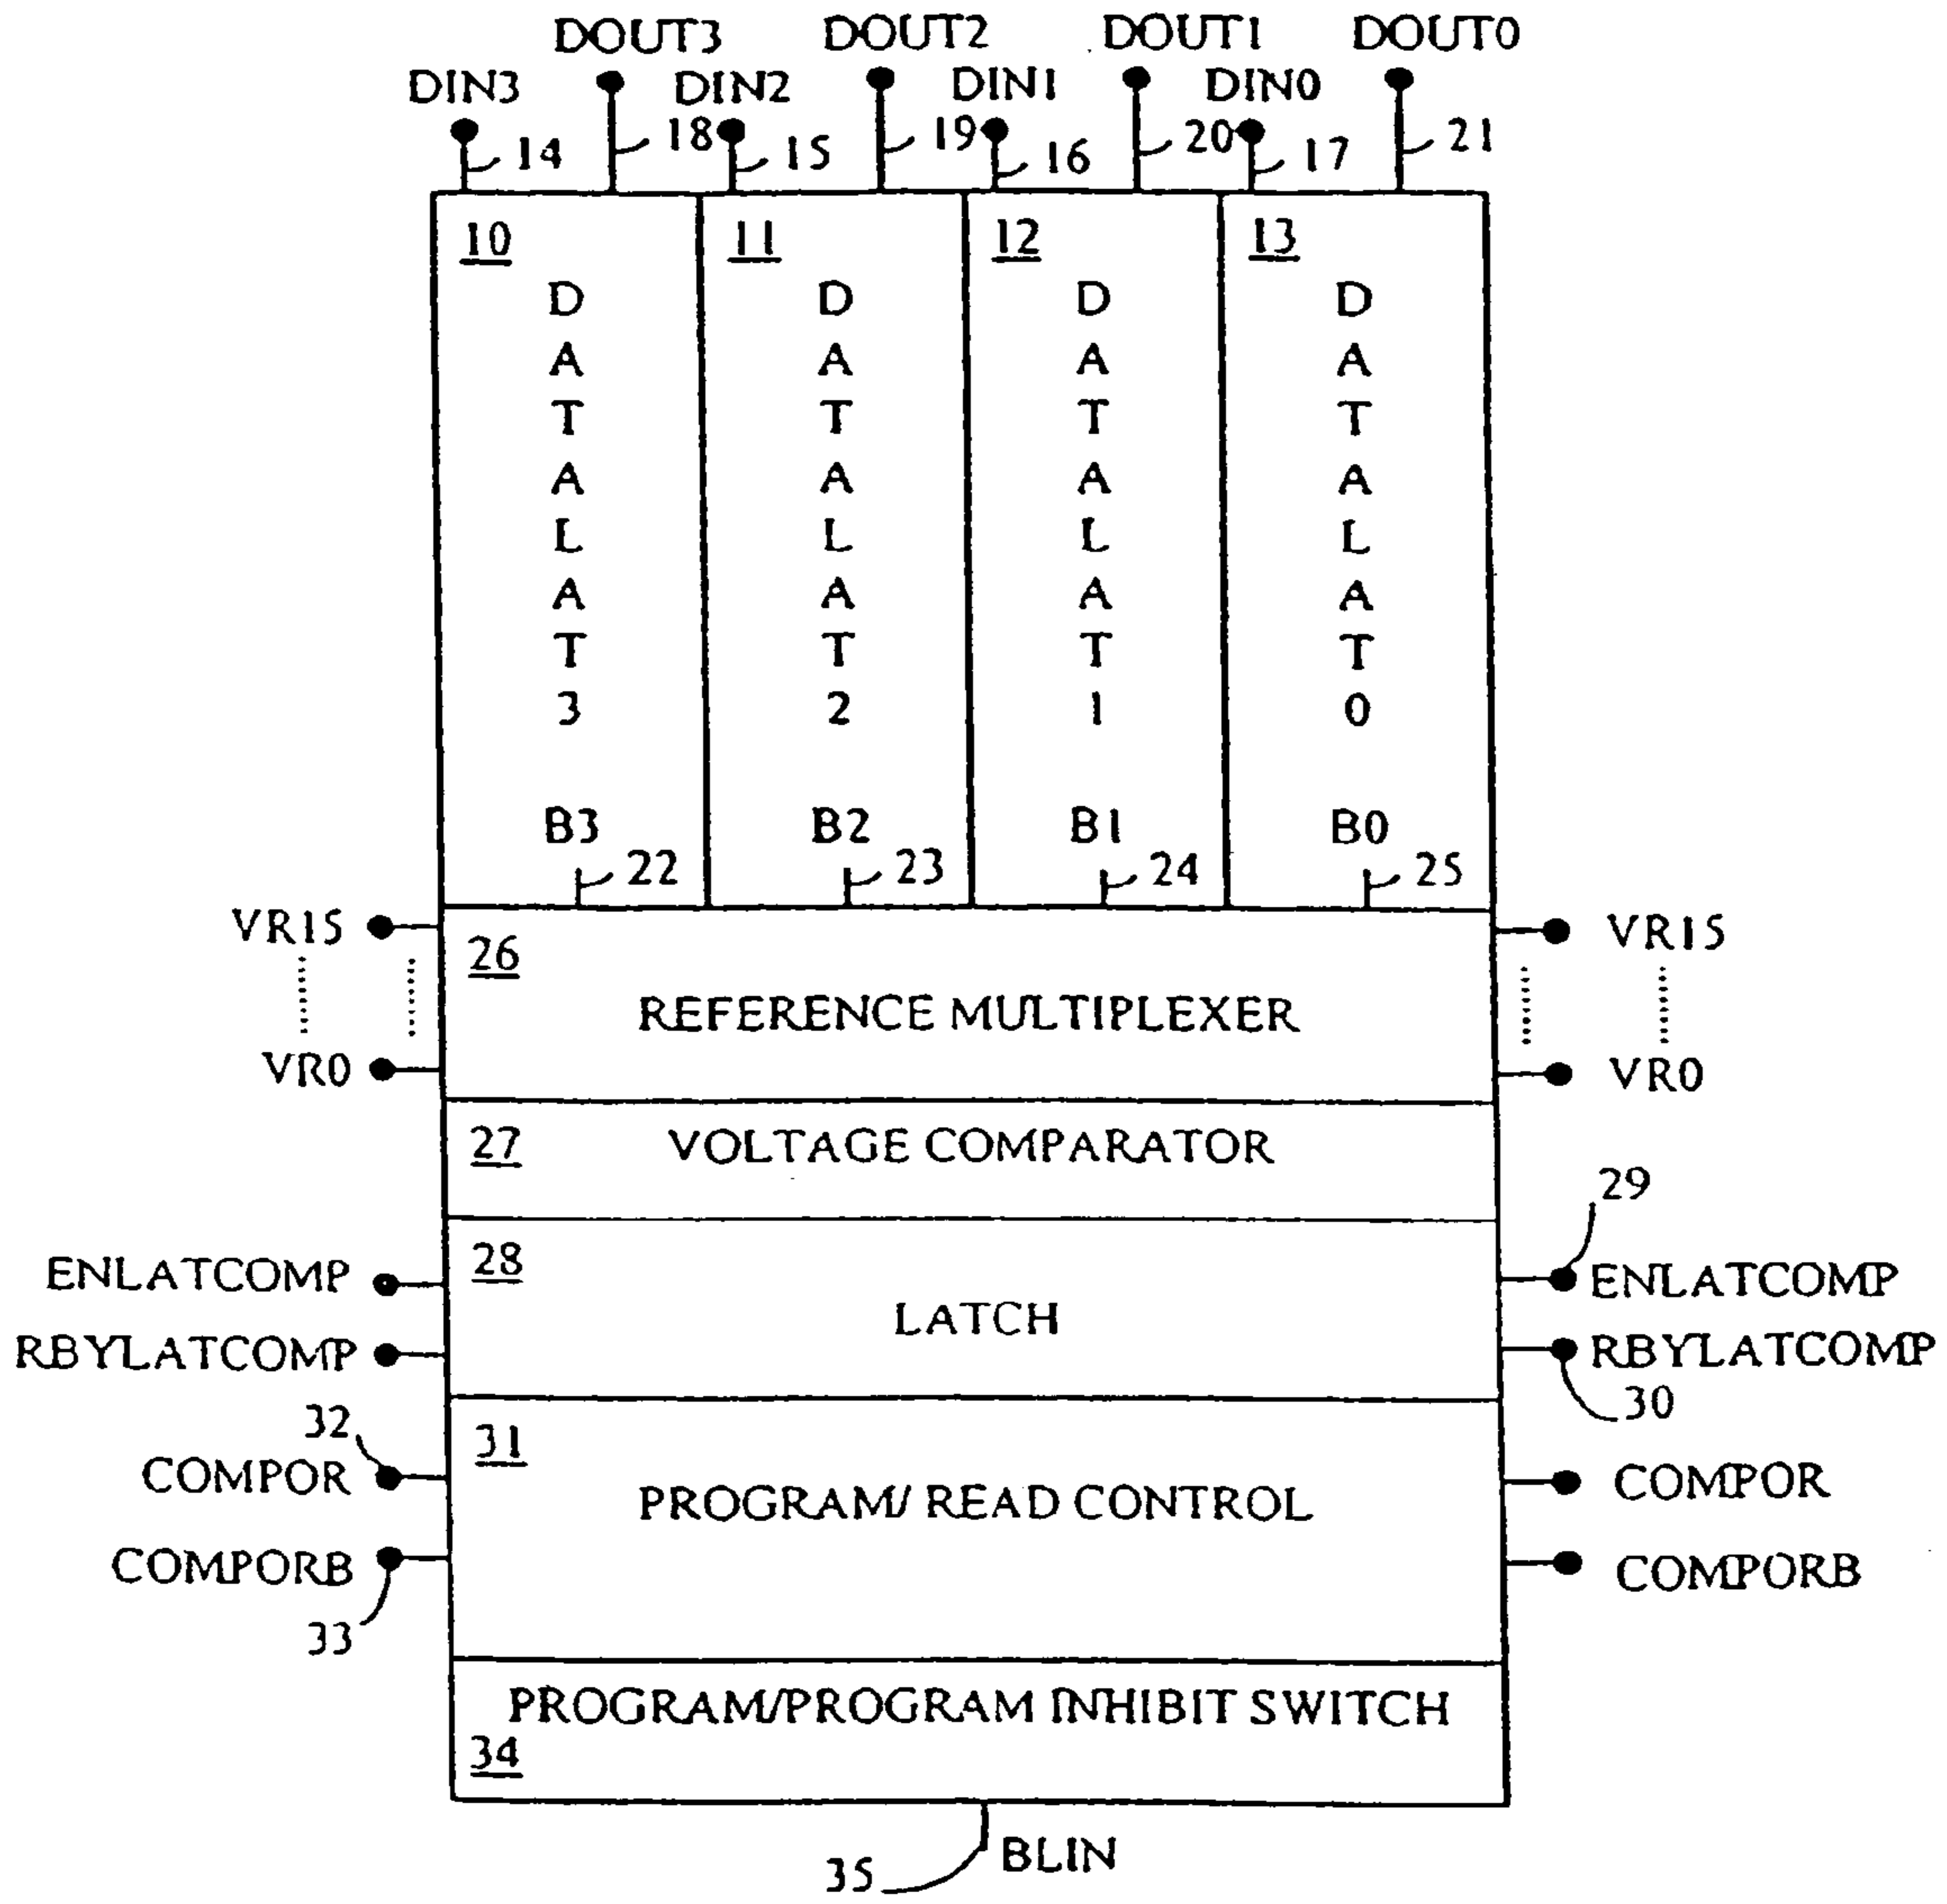 DOUT3 DOUT2 DOUT1 DOUT0
DIN3 DIN2 DIN1 DIN0
14 18 15 19 16 20 17 21
10 11 12 13
D A T A L A T 3
D A T A L A T 2
D A T A L A T 1
D A T A L A T 0
B3 B2 B1 B0
22 23 24 25
VR15 VR15
26
REFERENCE MULTIPLEXER
VR0 VR0
27 VOLTAGE COMPARATOR
29
28
ENLATCOMP ENLATCOMP
LATCH
RBYLATCOMP RBYLATCOMP
30
32
31
COMPOR COMPOR
PROGRAM/ READ CONTROL
COMPORB COMPORB
33
PROGRAM/PROGRAM INHIBIT SWITCH
34
35 BLIN